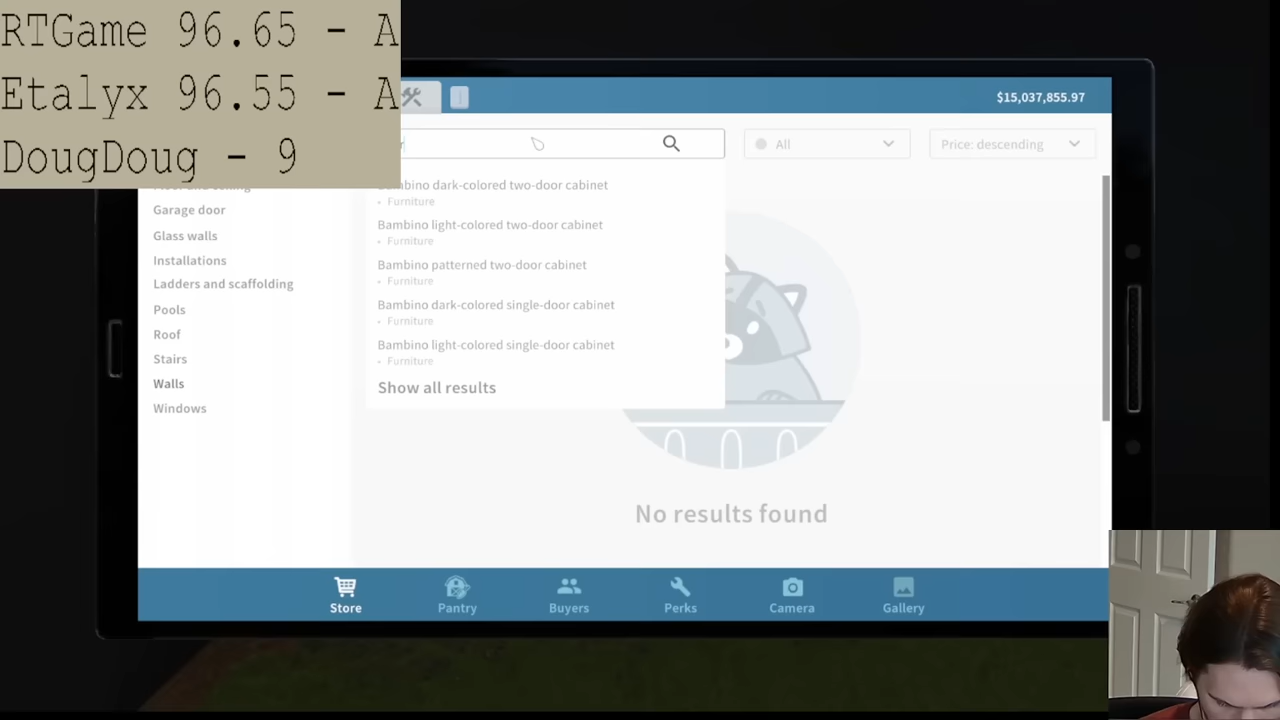 RTGame 96.65 - A
Etalyx 96.55 - A
DougDoug - 9
$15,037,855.97
All
Price: descending
Garage door
Glass walls
Installations
Ladders and scaffolding
Pools
Roof
Stairs
Walls
Windows
Bambino dark-colored two-door cabinet
• Furniture
Bambino light-colored two-door cabinet
• Furniture
Bambino patterned two-door cabinet
• Furniture
Bambino dark-colored single-door cabinet
• Furniture
Bambino light-colored single-door cabinet
• Furniture
Show all results
No results found
Store
Pantry
Buyers
Perks
Camera
Gallery